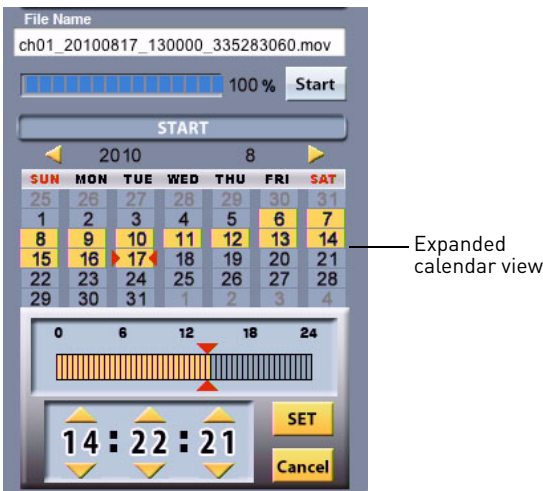 File Name
ch01_20100817_130000_335283060.mov
100 % Start
START
2010 8
SUN MON TUE WED THU FRI SAT
25 26 27 28 29 30 31
1 2 3 4 5 6 7
8 9 10 11 12 13 14
15 16 17 18 19 20 21
22 23 24 25 26 27 28
29 30 31 1 2 3 4
Expanded
calendar view
0 6 12 18 24
14 : 22 : 21
SET
Cancel